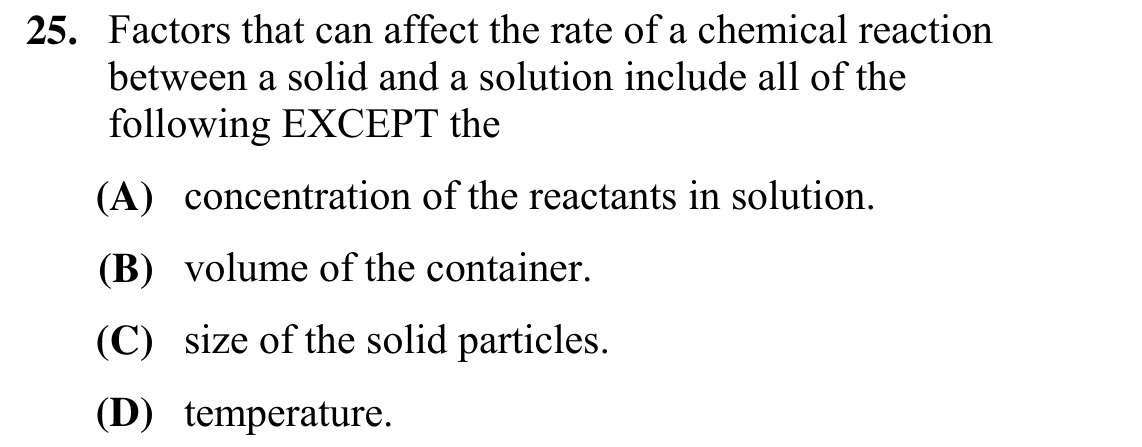 25. Factors that can affect the rate of a chemical reaction
between a solid and a solution include all of the
following EXCEPT the
(A) concentration of the reactants in solution.
(B) volume of the container.
(C) size of the solid particles.
(D) temperature.